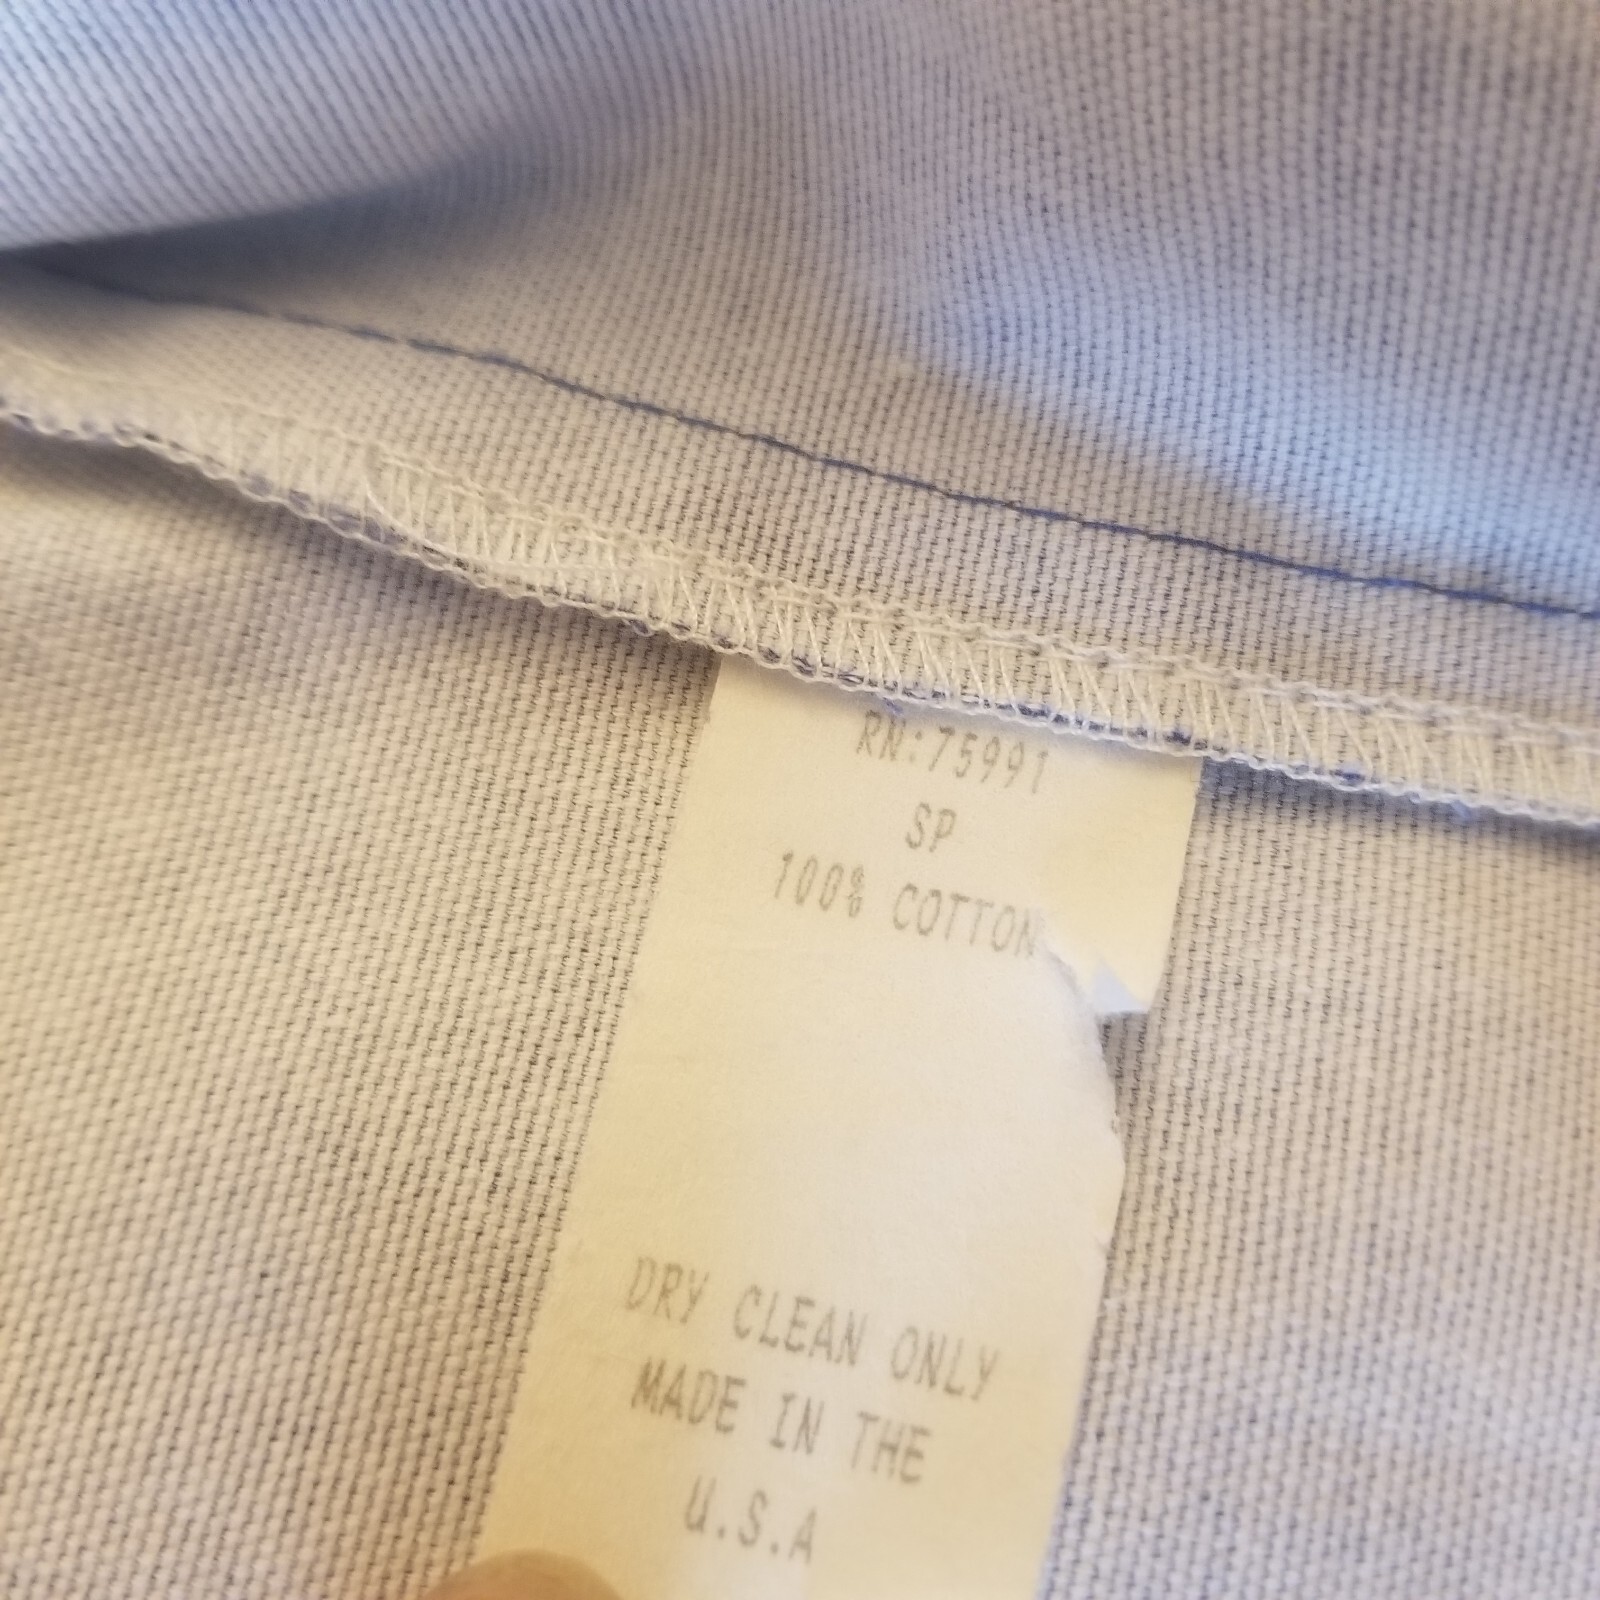 RN:75991
SP
100% COTTON
DRY CLEAN ONLY
MADE IN THE
U.S.A